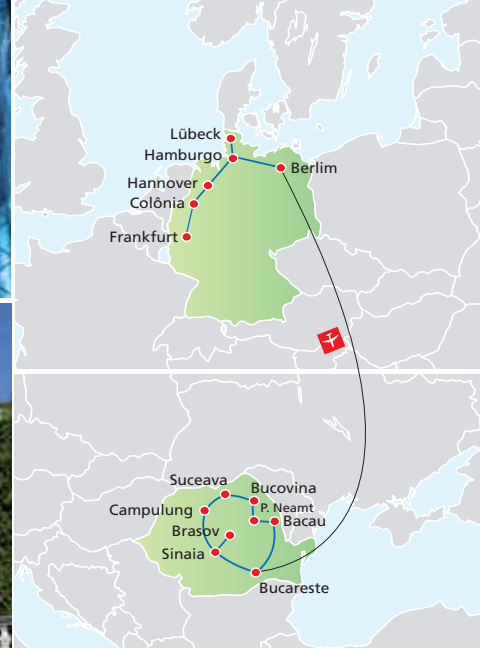 Lübeck
Hamburgo
Berlim
Hannover
Colônia
Frankfurt
Suceava
Bucovina
Campulung
P. Neamt
Bacau
Brasov
Sinaia
Bucareste